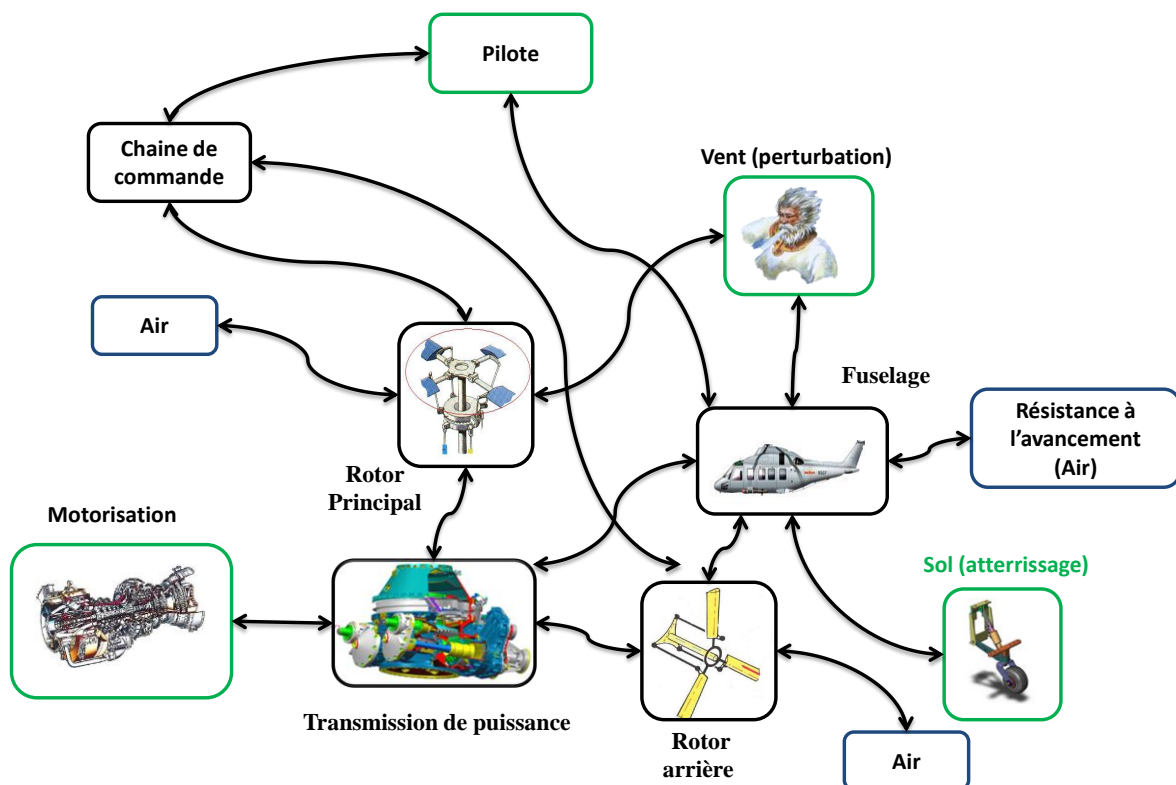 Pilote
Chaine de
commande
Vent (perturbation)
Air
Fuselage
Résistance à
l'avancement
(Air)
Rotor
Principal
Motorisation
Sol (atterrissage)
Transmission de puissance
Rotor
arrière
Air